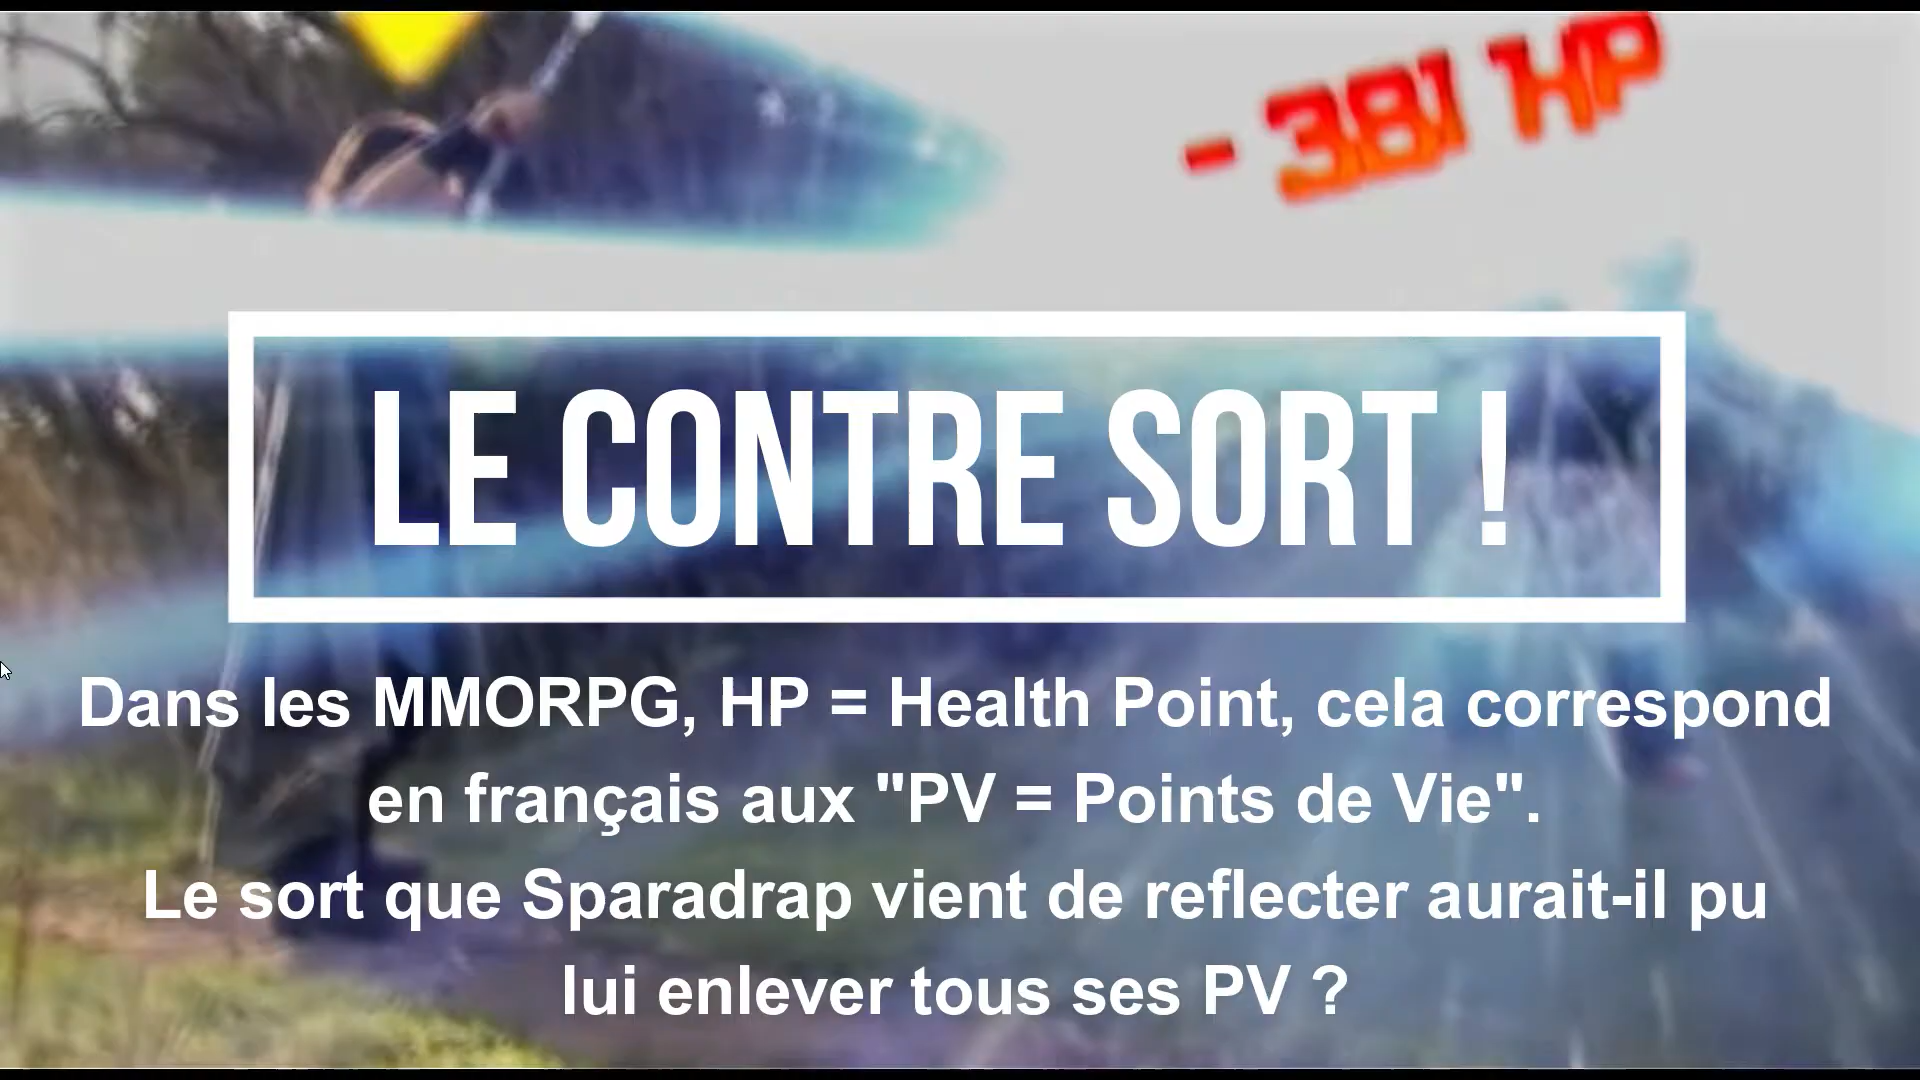 - 381 HP
LE CONTRE SORT !
Dans les MMORPG, HP = Health Point, cela correspond
en français aux "PV = Points de Vie".
Le sort que Sparadrap vient de reflecter aurait-il pu
lui enlever tous ses PV ?